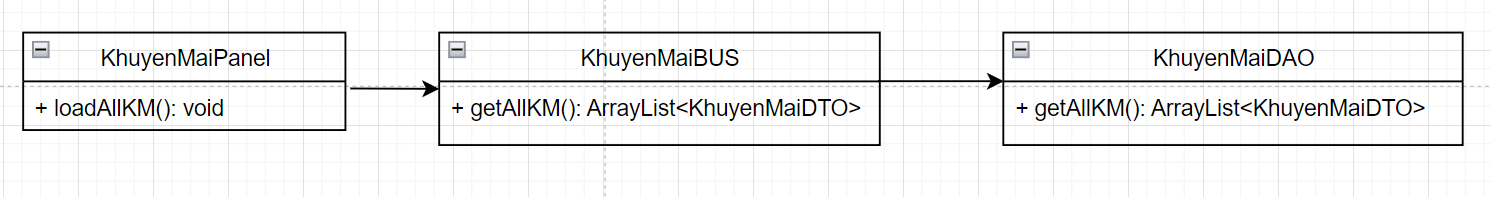 KhuyenMaiPanel
+ loadAllKM(): void
KhuyenMaiBUS
+ getAllKM(): ArrayList<KhuyenMaiDTO>
KhuyenMaiDAO
+ getAllKM(): ArrayList<KhuyenMaiDTO>